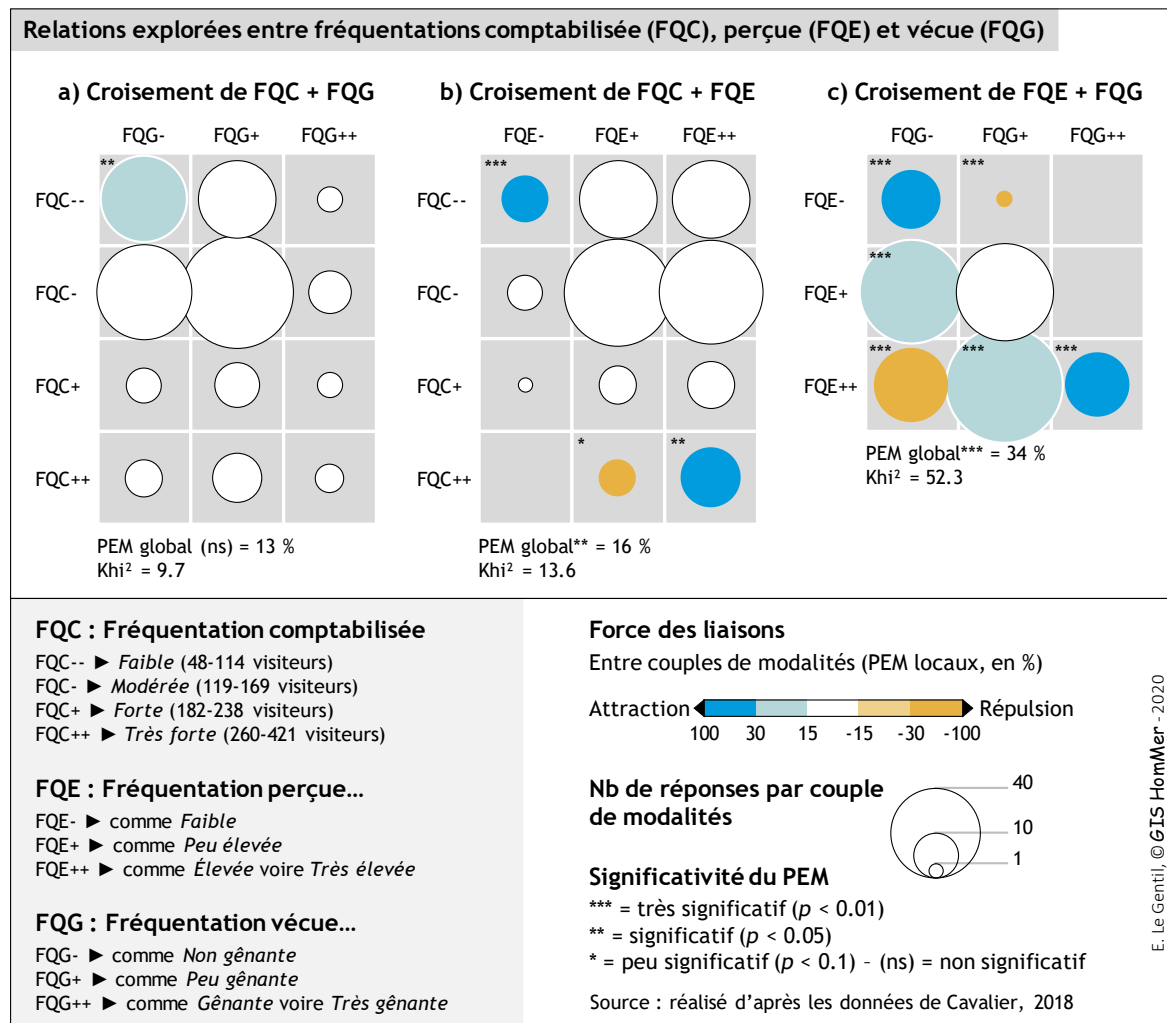 Relations explorées entre fréquentations comptabilisée (FQC), perçue (FQE) et vécue (FQG)
a) Croisement de FQC + FQG
FQG- FQG+ FQG++
**
FQC--
FQC-
FQC+
FQC++
PEM global (ns) = 13 %
Khi² = 9.7
b) Croisement de FQC + FQE
FQE- FQE+ FQE++
***
FQC--
FQC-
FQC+
* **
FQC++
PEM global** = 16 %
Khi² = 13.6
c) Croisement de FQE + FQG
FQG- FQG+ FQG++
*** ***
FQE-
***
FQE+
*** *** ***
FQE++
PEM global*** = 34 %
Khi² = 52.3
FQC : Fréquentation comptabilisée
FQC-- ► Faible (48-114 visiteurs)
FQC- ► Modérée (119-169 visiteurs)
FQC+ ► Forte (182-238 visiteurs)
FQC++ ► Très forte (260-421 visiteurs)
FQE : Fréquentation perçue...
FQE- ► comme Faible
FQE+ ► comme Peu élevée
FQE++ ► comme Élevée voire Très élevée
FQG : Fréquentation vécue...
FQG- ► comme Non gênante
FQG+ ► comme Peu gênante
FQG++ ► comme Gênante voire Très gênante
Force des liaisons
Entre couples de modalités (PEM locaux, en %)
Attraction Répulsion
100 30 15 -15 -30 -100
Nb de réponses par couple
de modalités
40
10
1
Significativité du PEM
*** = très significatif (p < 0.01)
** = significatif (p < 0.05)
* = peu significatif (p < 0.1) - (ns) = non significatif
Source : réalisé d'après les données de Cavalier, 2018
E. Le Gentil, © GIS HomMer - 2020